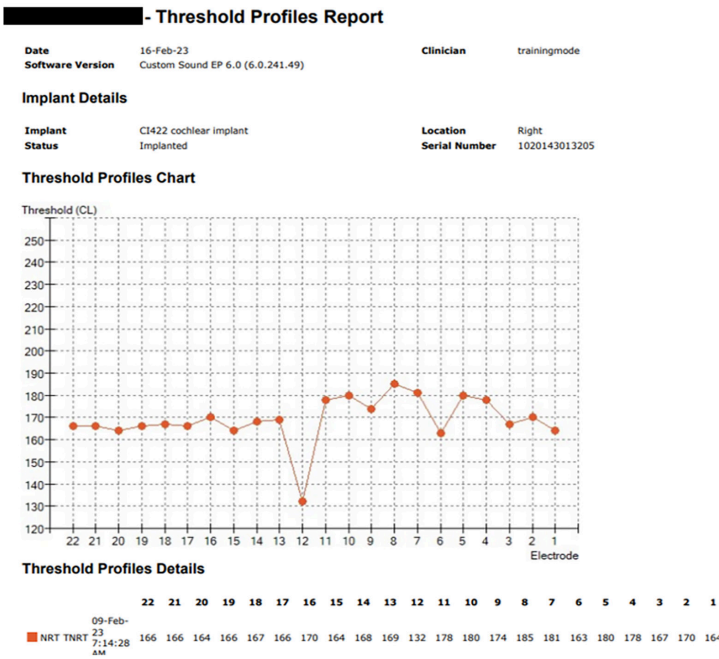 - Threshold Profiles Report
Date 16-Feb-23 Clinician trainingmode
Software Version Custom Sound EP 6.0 (6.0.241.49)
Implant Details
Implant CI422 cochlear implant Location Right
Status Implanted Serial Number 1020143013205
Threshold Profiles Chart
Threshold (CL)
250
240
230
220
210
200
190
180
170
160
150
140
130
120
22 21 20 19 18 17 16 15 14 13 12 11 10 9 8 7 6 5 4 3 2 1
Electrode
Threshold Profiles Details
22 21 20 19 18 17 16 15 14 13 12 11 10 9 8 7 6 5 4 3 2 1
09-Feb-
23
NRT TNRT 7:14:28 166 166 164 166 167 166 170 164 168 169 132 178 180 174 185 181 163 180 178 167 170 164
AM